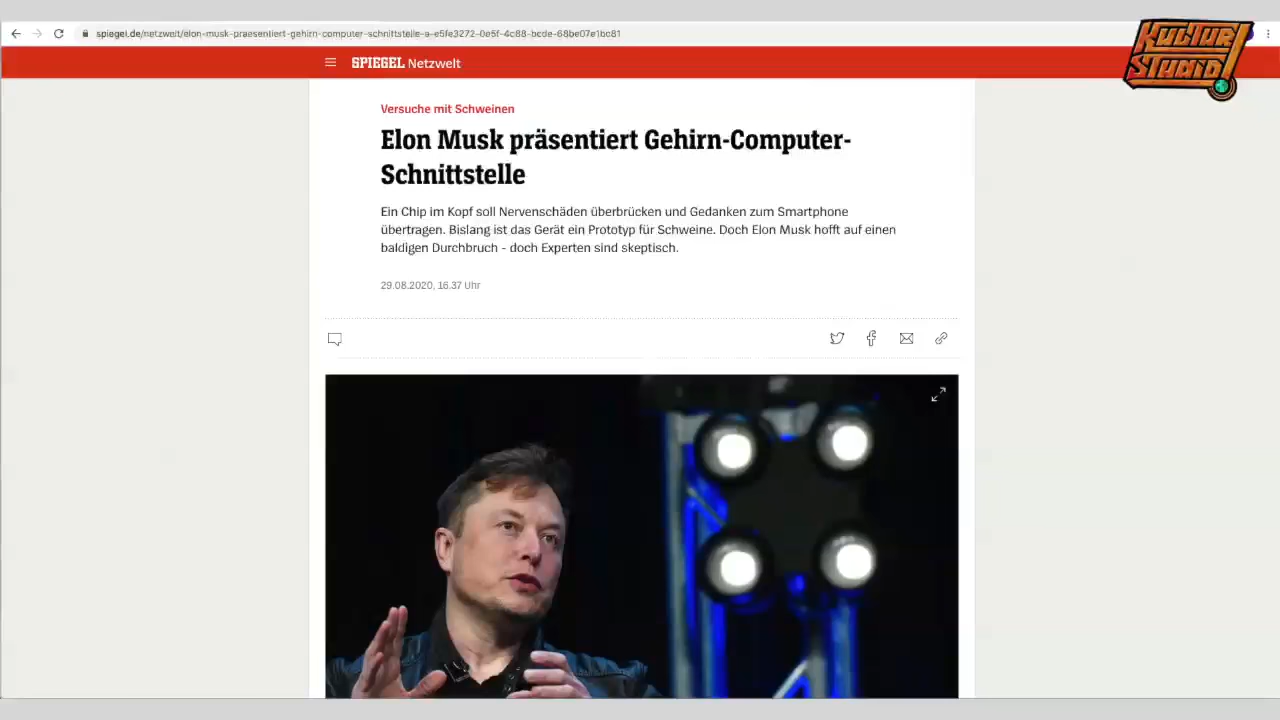 spiegel.de/netzwelt/elon-musk-praesentiert-gehirn-computer-schnittstelle-a-e5fe3272-0e5f-4c88-bcde-68be07e1bc81
KULTUR
STUDIO!
SPIEGEL Netzwelt
Versuche mit Schweinen
Elon Musk präsentiert Gehirn-Computer-
Schnittstelle
Ein Chip im Kopf soll Nervenschäden überbrücken und Gedanken zum Smartphone
übertragen. Bislang ist das Gerät ein Prototyp für Schweine. Doch Elon Musk hofft auf einen
baldigen Durchbruch - doch Experten sind skeptisch.
29.08.2020, 16.37 Uhr